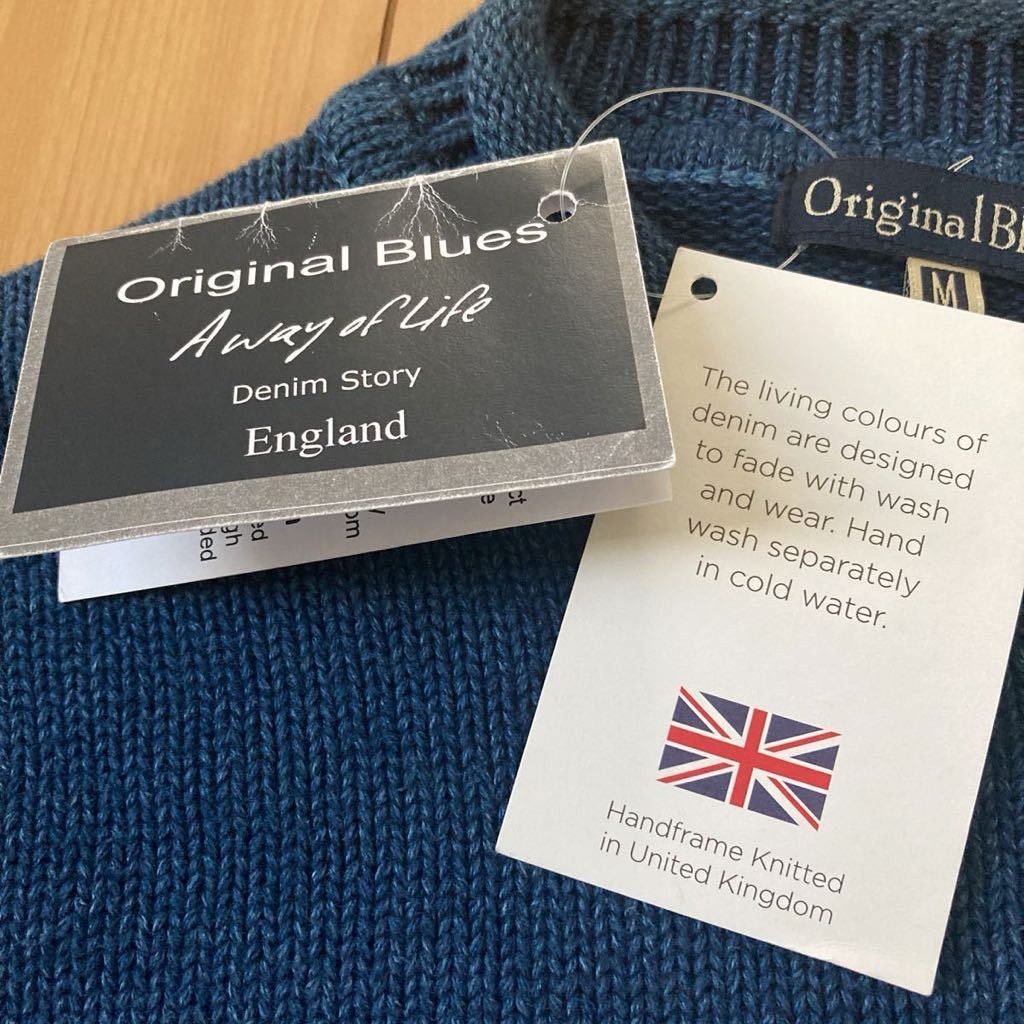 Original Blues
A way of Life
Denim Story
England
Original
M
The living colours of
denim are designed
to fade with wash
and wear. Hand
wash separately
in cold water.
Handframe Knitted
in United Kingdom